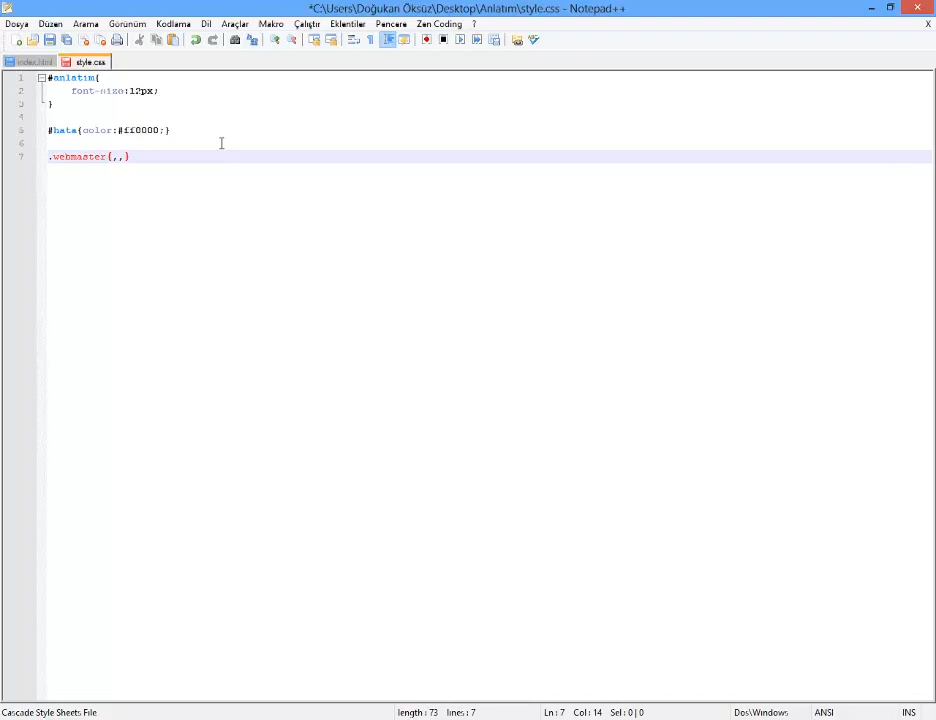 *C:\Users\Doğukan Öksüz\Desktop\Anlatım\style.css - Notepad++
Dosya Düzen Arama Görünüm Kodlama Dil Araçlar Makro Çalıştır Eklentiler Pencere Zen Coding ? X
index.html style.css
1 #anlatim{
2 font-size:12px;
3 }
4
5 #hata{color:#ff0000;}
6
7 .webmaster{,,}
Cascade Style Sheets File length : 73 lines : 7 Ln : 7 Col : 14 Sel : 0 | 0 Dos\Windows ANSI INS